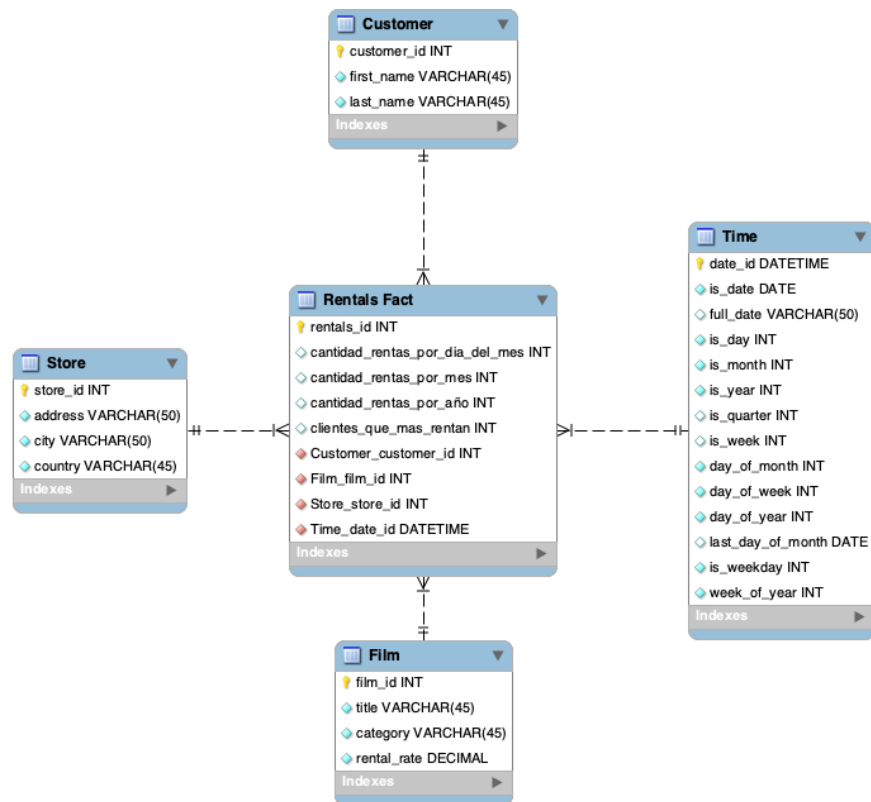 Customer
customer_id INT
first_name VARCHAR(45)
last_name VARCHAR(45)
Indexes
Time
date_id DATETIME
is_date DATE
full_date VARCHAR(50)
is_day INT
is_month INT
is_year INT
is_quarter INT
is_week INT
day_of_month INT
day_of_week INT
day_of_year INT
last_day_of_month DATE
is_weekday INT
week_of_year INT
Indexes
Rentals Fact
rentals_id INT
cantidad_rentas_por_dia_del_mes INT
cantidad_rentas_por_mes INT
cantidad_rentas_por_año INT
clientes_que_mas_rentan INT
Customer_customer_id INT
Film_film_id INT
Store_store_id INT
Time_date_id DATETIME
Indexes
Store
store_id INT
address VARCHAR(50)
city VARCHAR(50)
country VARCHAR(45)
Indexes
Film
film_id INT
title VARCHAR(45)
category VARCHAR(45)
rental_rate DECIMAL
Indexes